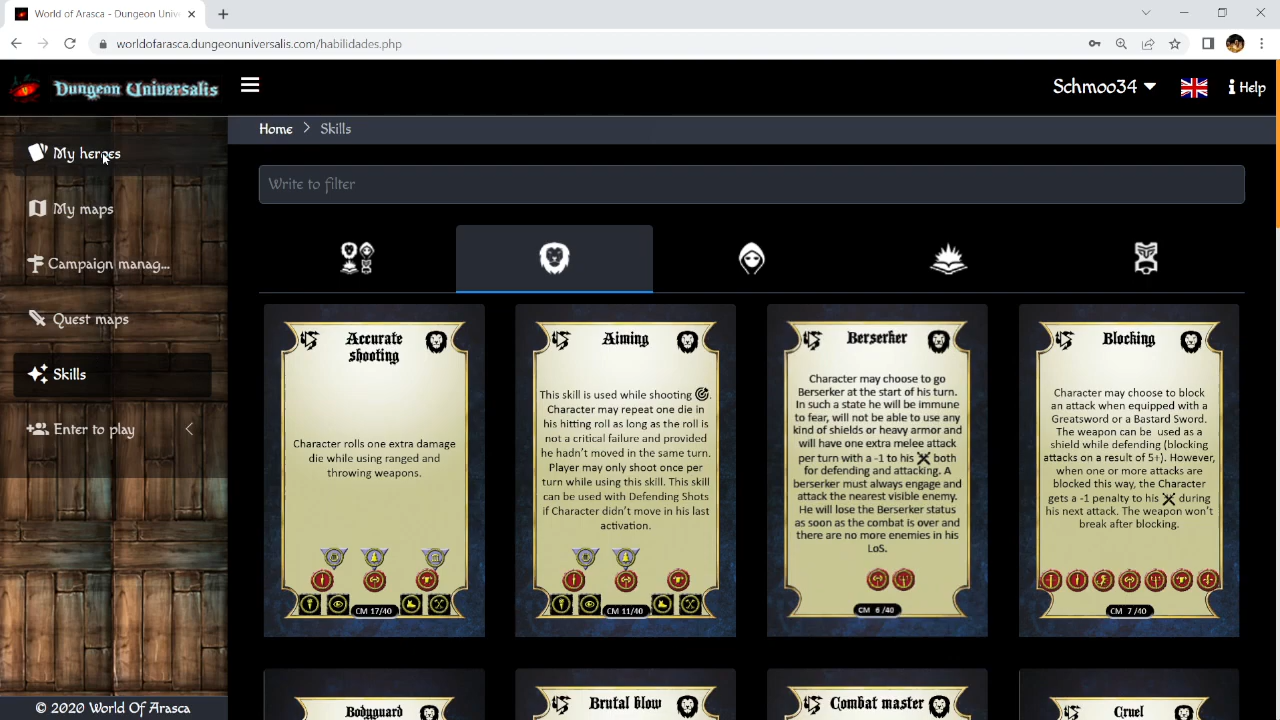 World of Arasca - Dungeon Unive
worldofarasca.dungeonuniversalis.com/habilidades.php
Dungeon Universalis
Schmoo34
Help
My heroes
My maps
Campaign manag...
Quest maps
Skills
Enter to play
© 2020 World Of Arasca
Home > Skills
Write to filter
Accurate
shooting
Character rolls one extra damage
die while using ranged and
throwing weapons.
CM 17/40
Aiming
This skill is used while shooting
Character may repeat one die in
his hitting roll as long as the roll is
not a critical failure and provided
he hadn't moved in the same turn.
Player may only shoot once per
turn while using this skill. This skill
can be used with Defending Shots
if Character didn't move in his last
activation.
CM 11/40
Berserker
Character may choose to go
Berserker at the start of his turn.
In such a state he will be immune
to fear, will not be able to use any
kind of shields or heavy armor and
will have one extra melee attack
per turn with a -1 to his both
for defending and attacking. A
berserker must always engage and
attack the nearest visible enemy.
He will lose the Berserker status
as soon as the combat is over and
there are no more enemies in his
LoS.
CM 6 /40
Blocking
Character may choose to block
an attack when equipped with a
Greatsword or a Bastard Sword.
The weapon can be used as a
shield while defending (blocking
attacks on a result of 5+). However,
when one or more attacks are
blocked this way, the Character
gets a -1 penalty to his during
his next attack. The weapon won't
break after blocking.
CM 7 /40
Bodyguard
Brutal blow
Combat master
Cruel